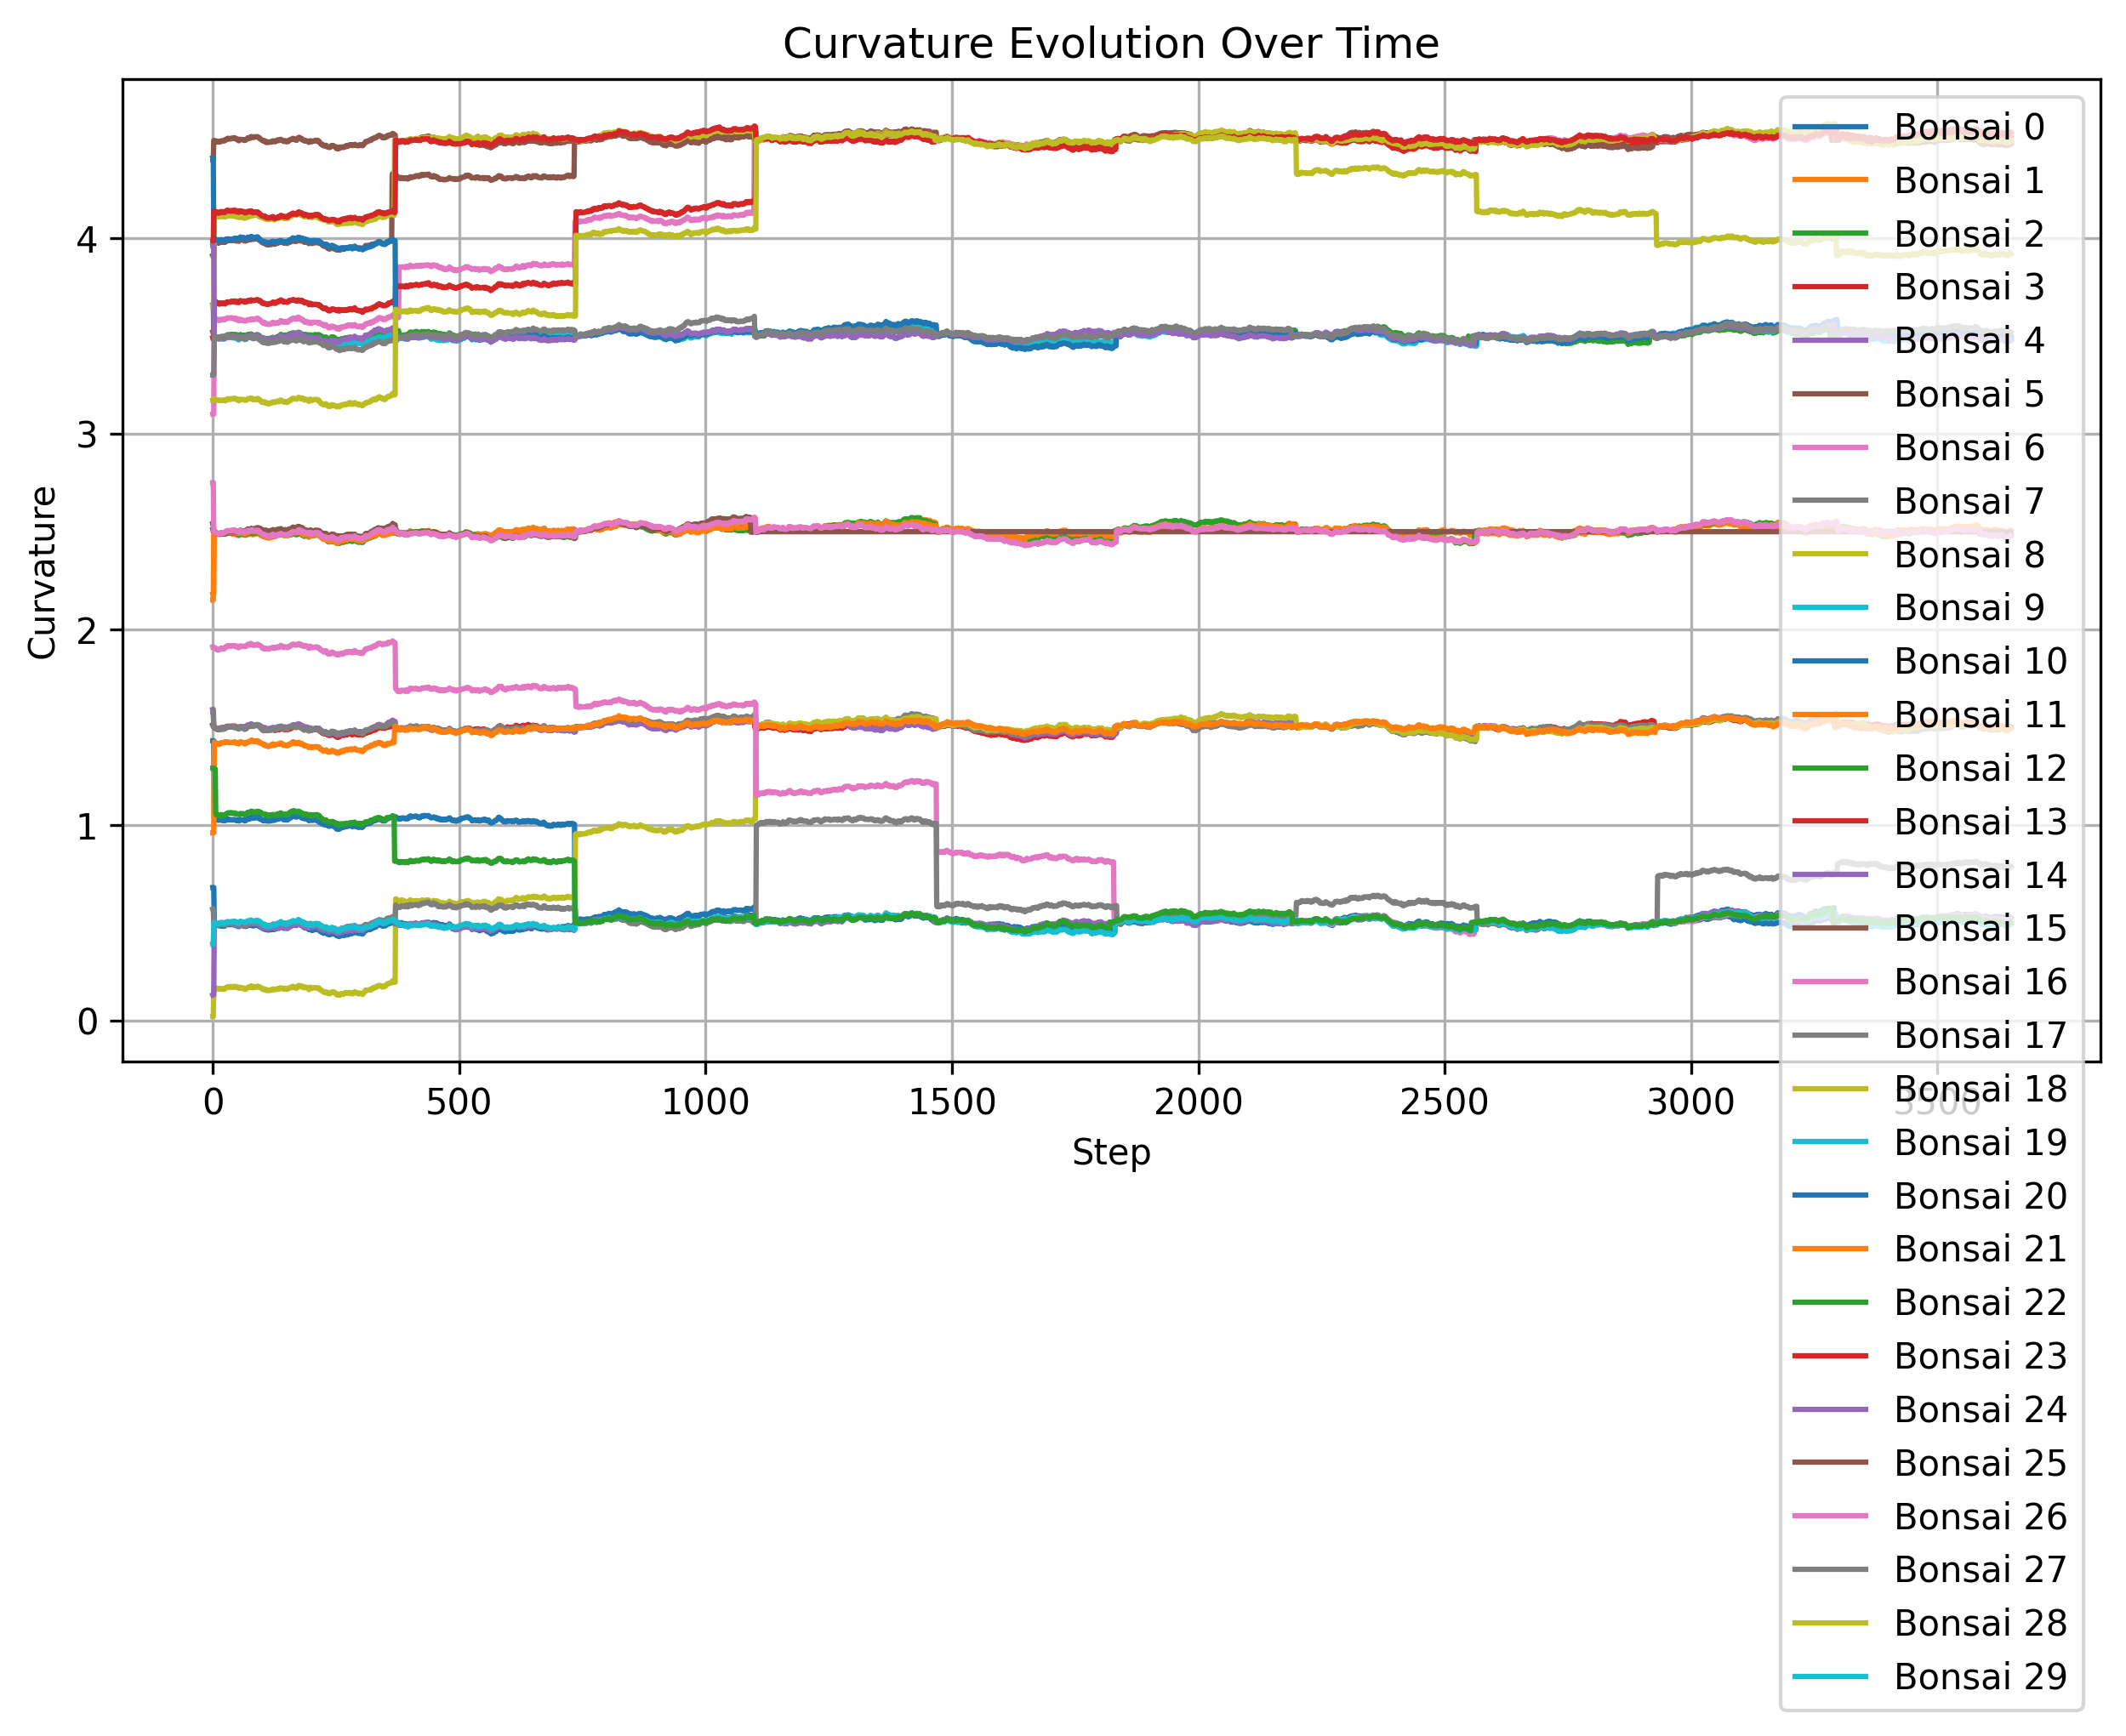 Curvature Evolution Over Time
Curvature
4
3
2
1
0
0
500
1000
1500
2000
2500
3000
3500
Step
Bonsai 0
Bonsai 1
Bonsai 2
Bonsai 3
Bonsai 4
Bonsai 5
Bonsai 6
Bonsai 7
Bonsai 8
Bonsai 9
Bonsai 10
Bonsai 11
Bonsai 12
Bonsai 13
Bonsai 14
Bonsai 15
Bonsai 16
Bonsai 17
Bonsai 18
Bonsai 19
Bonsai 20
Bonsai 21
Bonsai 22
Bonsai 23
Bonsai 24
Bonsai 25
Bonsai 26
Bonsai 27
Bonsai 28
Bonsai 29